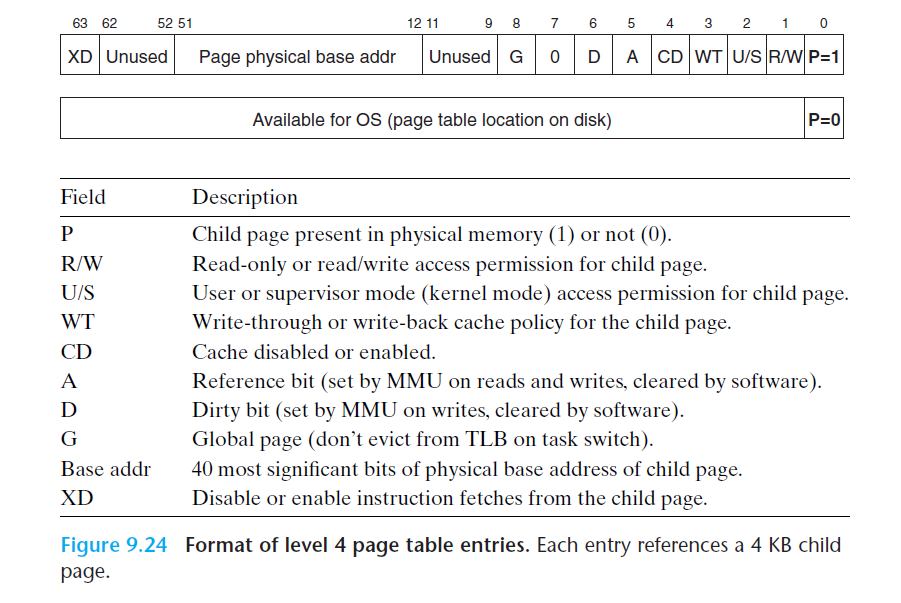 63 62 52 51 12 11 9 8 7 6 5 4 3 2 1 0
XD Unused Page physical base addr Unused G 0 D A CD WT U/S R/W P=1
Available for OS (page table location on disk) P=0
Field Description
P Child page present in physical memory (1) or not (0).
R/W Read-only or read/write access permission for child page.
U/S User or supervisor mode (kernel mode) access permission for child page.
WT Write-through or write-back cache policy for the child page.
CD Cache disabled or enabled.
A Reference bit (set by MMU on reads and writes, cleared by software).
D Dirty bit (set by MMU on writes, cleared by software).
G Global page (don’t evict from TLB on task switch).
Base addr 40 most significant bits of physical base address of child page.
XD Disable or enable instruction fetches from the child page.
Figure 9.24 Format of level 4 page table entries. Each entry references a 4 KB child
page.